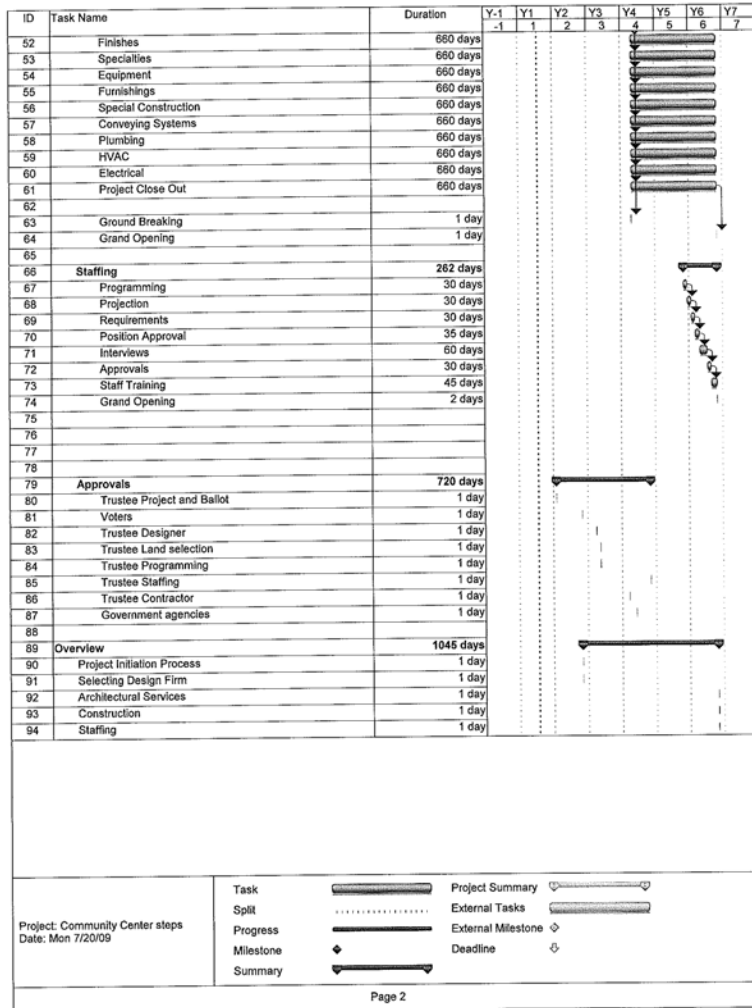 ID Task Name Duration Y-1 Y1 Y2 Y3 Y4 Y5 Y6 Y7
-1 1 2 3 4 5 6 7
52 Finishes 660 days
53 Specialties 660 days
54 Equipment 660 days
55 Furnishings 660 days
56 Special Construction 660 days
57 Conveying Systems 660 days
58 Plumbing 660 days
59 HVAC 660 days
60 Electrical 660 days
61 Project Close Out 660 days
62
63 Ground Breaking 1 day
64 Grand Opening 1 day
65
66 Staffing 262 days
67 Programming 30 days
68 Projection 30 days
69 Requirements 30 days
70 Position Approval 35 days
71 Interviews 60 days
72 Approvals 30 days
73 Staff Training 45 days
74 Grand Opening 2 days
75
76
77
78
79 Approvals 720 days
80 Trustee Project and Ballot 1 day
81 Voters 1 day
82 Trustee Designer 1 day
83 Trustee Land selection 1 day
84 Trustee Programming 1 day
85 Trustee Staffing 1 day
86 Trustee Contractor 1 day
87 Government agencies 1 day
88
89 Overview 1045 days
90 Project Initiation Process 1 day
91 Selecting Design Firm 1 day
92 Architectural Services 1 day
93 Construction 1 day
94 Staffing 1 day
Project: Community Center steps
Date: Mon 7/20/09
Task
Split
Progress
Milestone
Summary
Project Summary
External Tasks
External Milestone
Deadline
Page 2